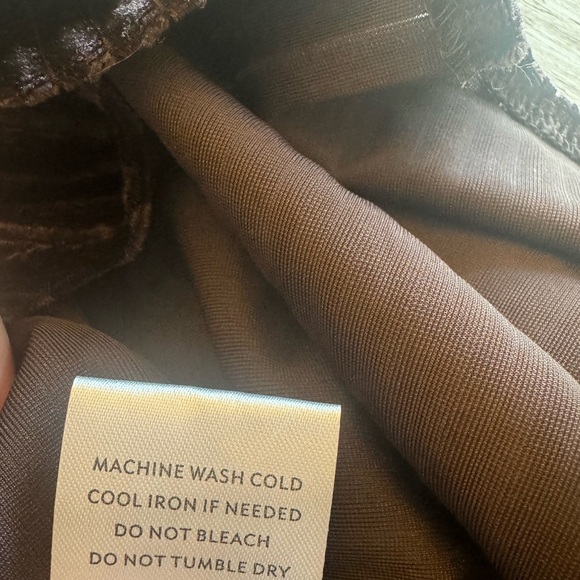 MACHINE WASH COLD
COOL IRON IF NEEDED
DO NOT BLEACH
DO NOT TUMBLE DRY